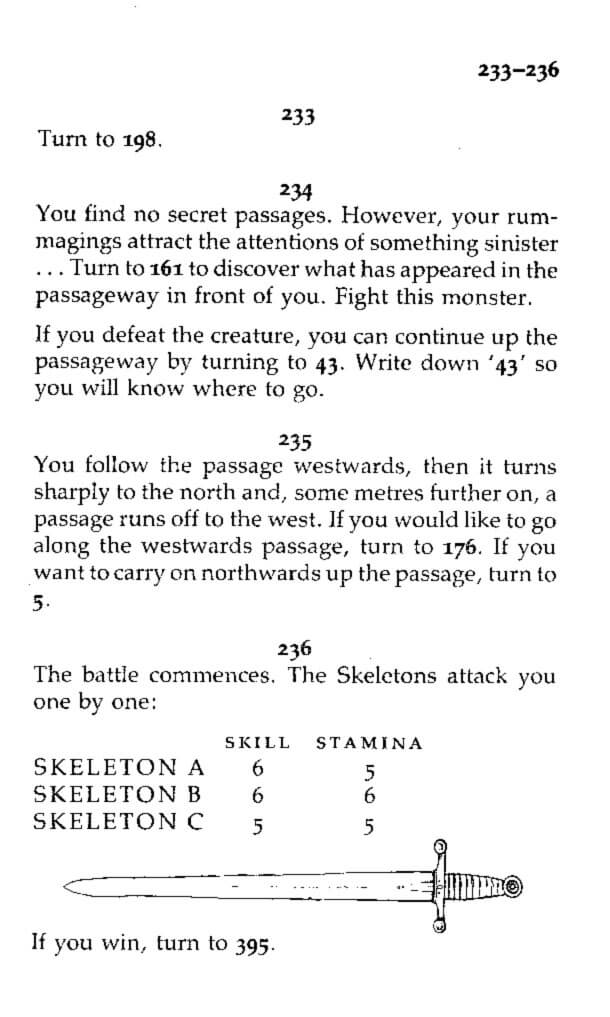 233–236
233
Turn to 198.
234
You find no secret passages. However, your rum-
magings attract the attentions of something sinister
... Turn to 161 to discover what has appeared in the
passageway in front of you. Fight this monster.
If you defeat the creature, you can continue up the
passageway by turning to 43. Write down ‘43’ so
you will know where to go.
235
You follow the passage westwards, then it turns
sharply to the north and, some metres further on, a
passage runs off to the west. If you would like to go
along the westwards passage, turn to 176. If you
want to carry on northwards up the passage, turn to
5.
236
The battle commences. The Skeletons attack you
one by one:
SKILL STAMINA
SKELETON A 6 5
SKELETON B 6 6
SKELETON C 5 5
If you win, turn to 395.